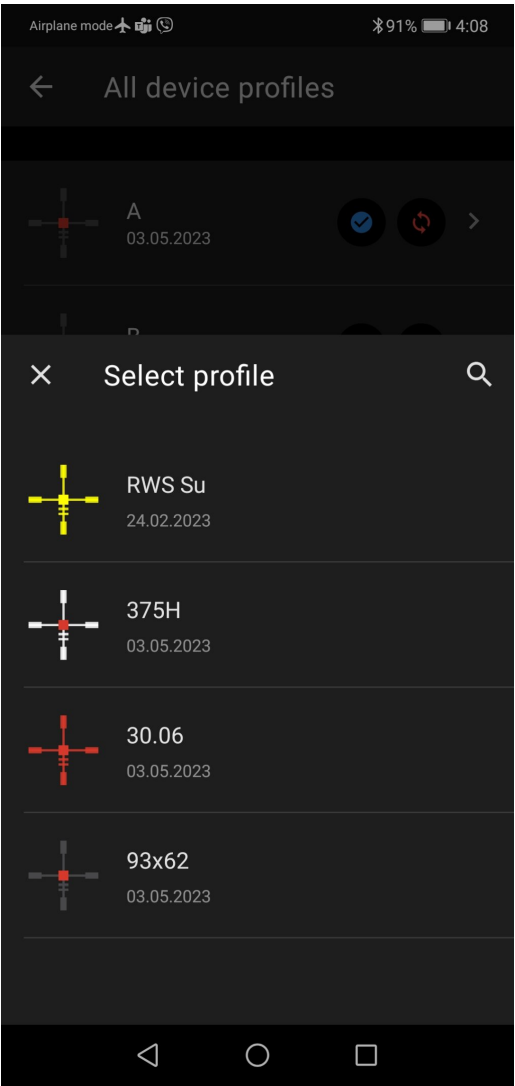 Airplane mode 91% 4:08
All device profiles
A
03.05.2023
B
Select profile
RWS Su
24.02.2023
375H
03.05.2023
30.06
03.05.2023
93x62
03.05.2023